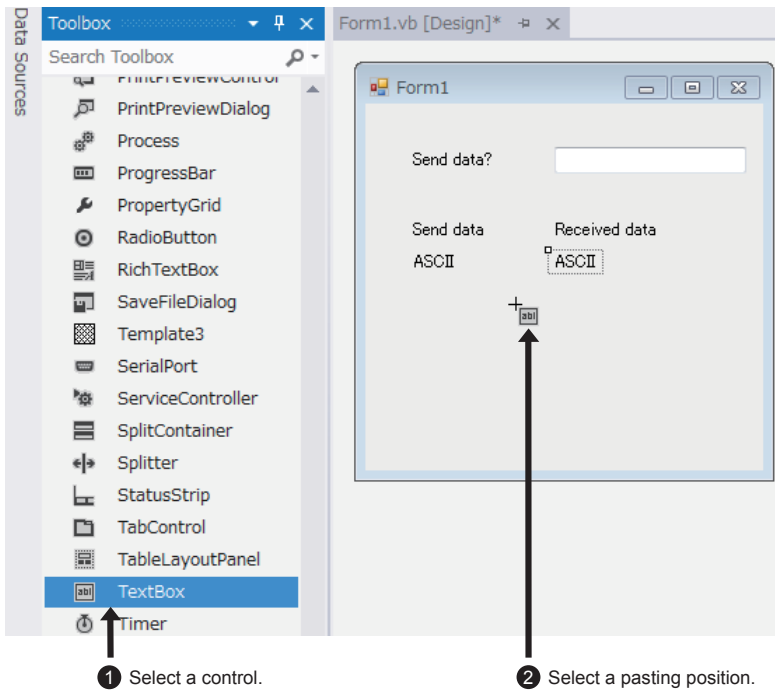 Data Sources
Toolbox
Search Toolbox
PrintPreviewControl
PrintPreviewDialog
Process
ProgressBar
PropertyGrid
RadioButton
RichTextBox
SaveFileDialog
Template3
SerialPort
ServiceController
SplitContainer
Splitter
StatusStrip
TabControl
TableLayoutPanel
abl TextBox
Timer
Form1.vb [Design]*
Form1
Send data?
Send data Received data
ASCII ASCII
abl
1 Select a control.
2 Select a pasting position.